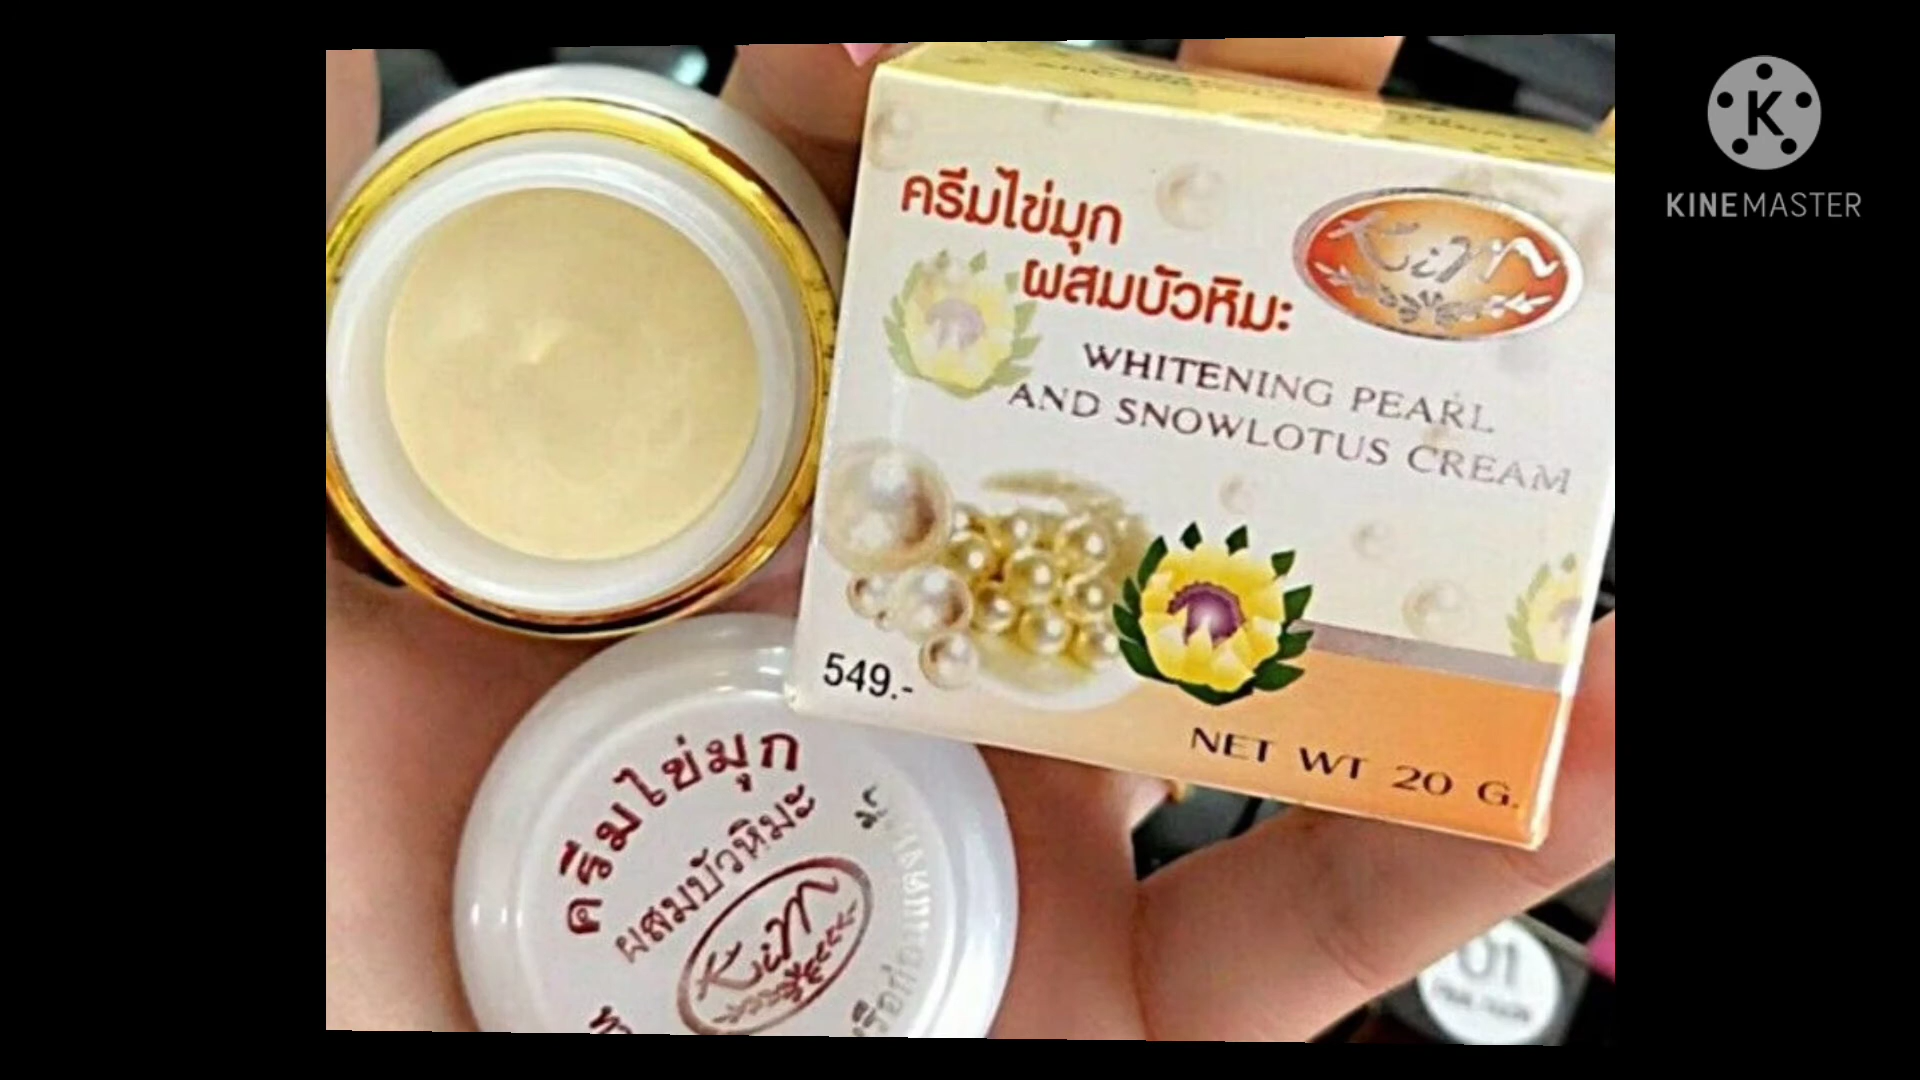 ครีมไข่มุก
ผสมบัวหิมะ
Kim
WHITENING PEARL
AND SNOWLOTUS CREAM
549.-
NET WT 20 G.
ครีมไข่มุก
ผสมบัวหิมะ
Kim
01
K
KINEMASTER